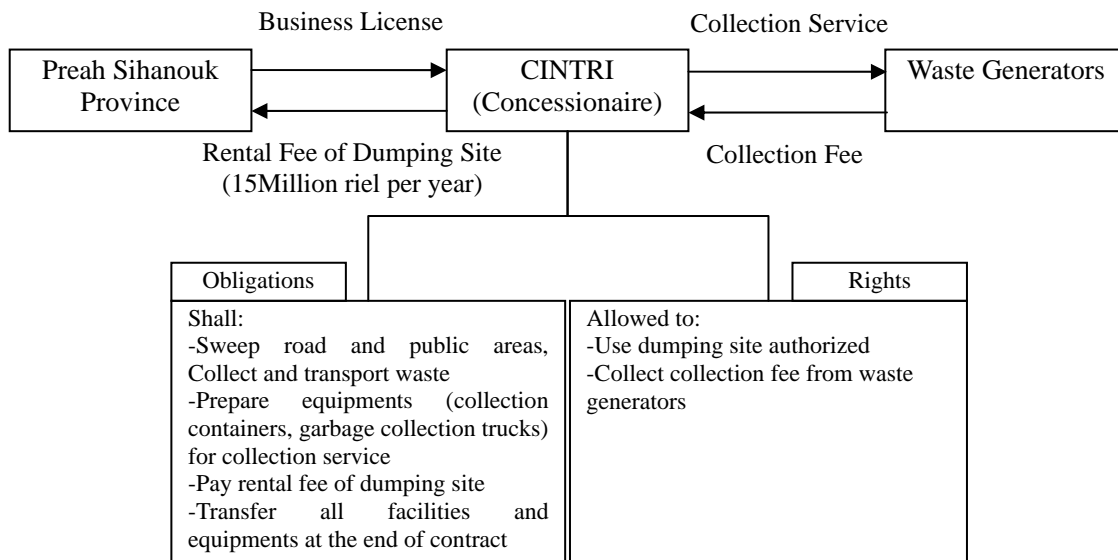 Business License
Collection Service
Preah Sihanouk
Province
CINTRI
(Concessionaire)
Waste Generators
Rental Fee of Dumping Site
(15Million riel per year)
Collection Fee
Obligations
Shall:
-Sweep road and public areas,
Collect and transport waste
-Prepare equipments (collection
containers, garbage collection trucks)
for collection service
-Pay rental fee of dumping site
-Transfer all facilities and
equipments at the end of contract
Rights
Allowed to:
-Use dumping site authorized
-Collect collection fee from waste
generators